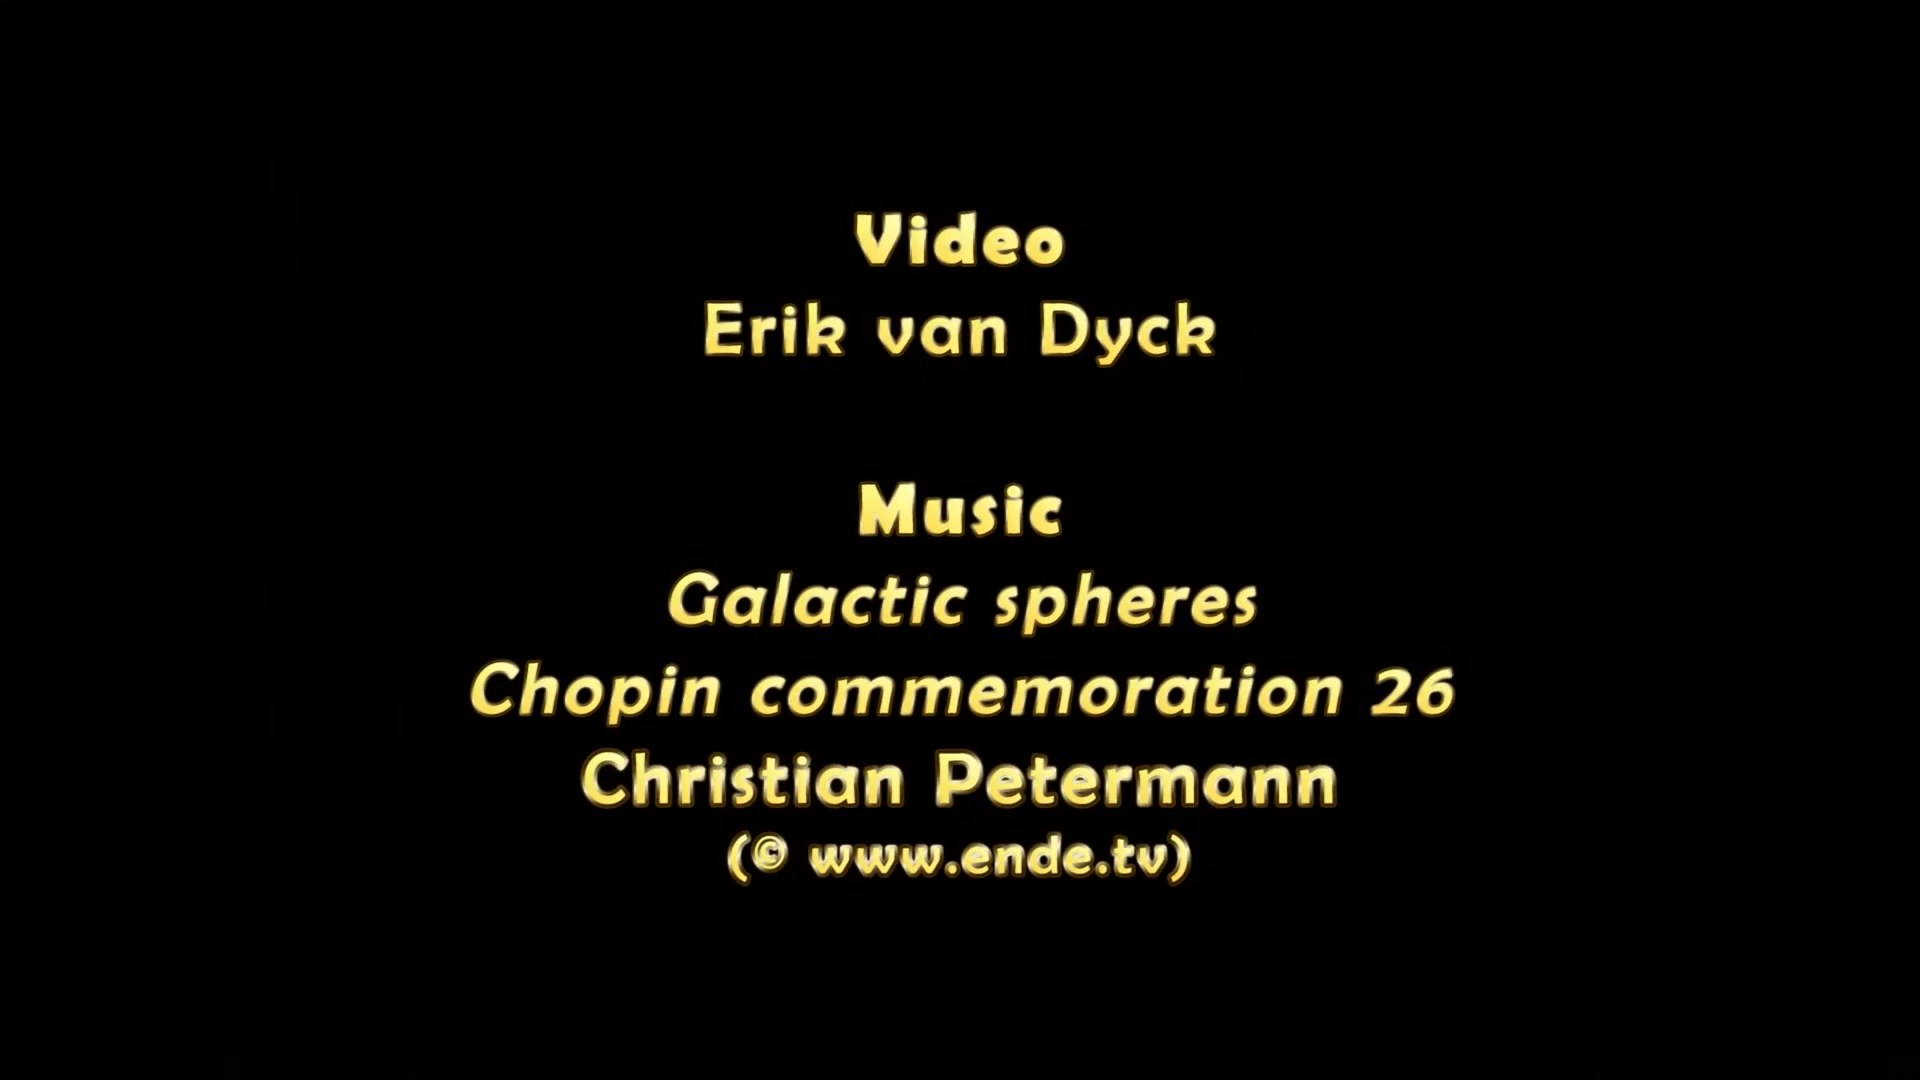 Video
Erik van Dyck
Music
Galactic spheres
Chopin commemoration 26
Christian Petermann
(© www.ende.tv)